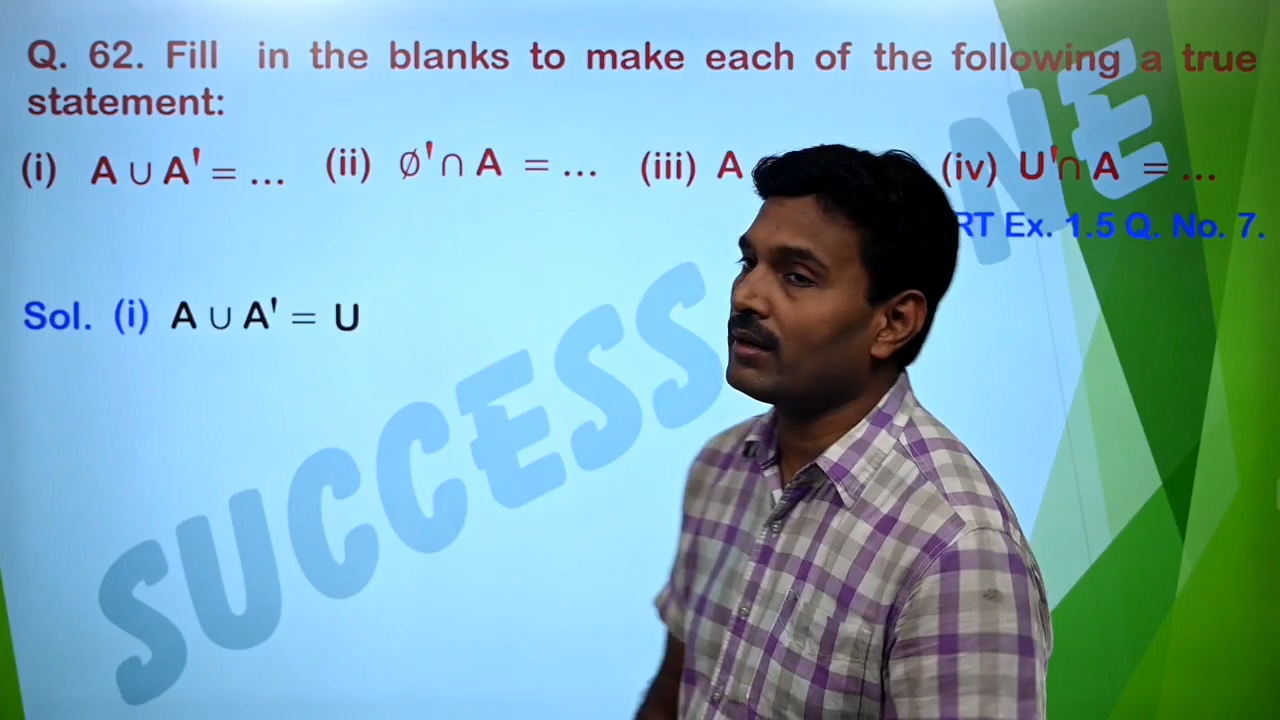 Q. 62. Fill in the blanks to make each of the following a true
statement:
(i) A ∪ A' = ... (ii) ∅' ∩ A = ... (iii) A (iv) U' ∩ A = ...
RT Ex. 1.5 Q. No. 7.
Sol. (i) A ∪ A' = U
SUCCESS NE